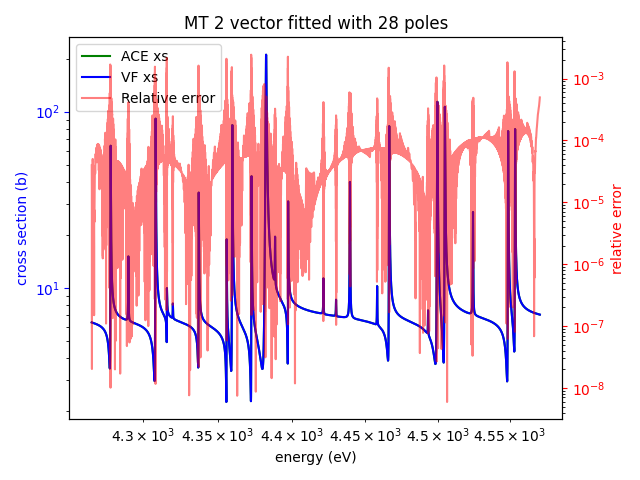 MT 2 vector fitted with 28 poles
ACE xs
VF xs
Relative error
cross section (b)
10²
10¹
relative error
10⁻³
10⁻⁴
10⁻⁵
10⁻⁶
10⁻⁷
10⁻⁸
4.3 × 10³ 4.35 × 10³ 4.4 × 10³ 4.45 × 10³ 4.5 × 10³ 4.55 × 10³
energy (eV)